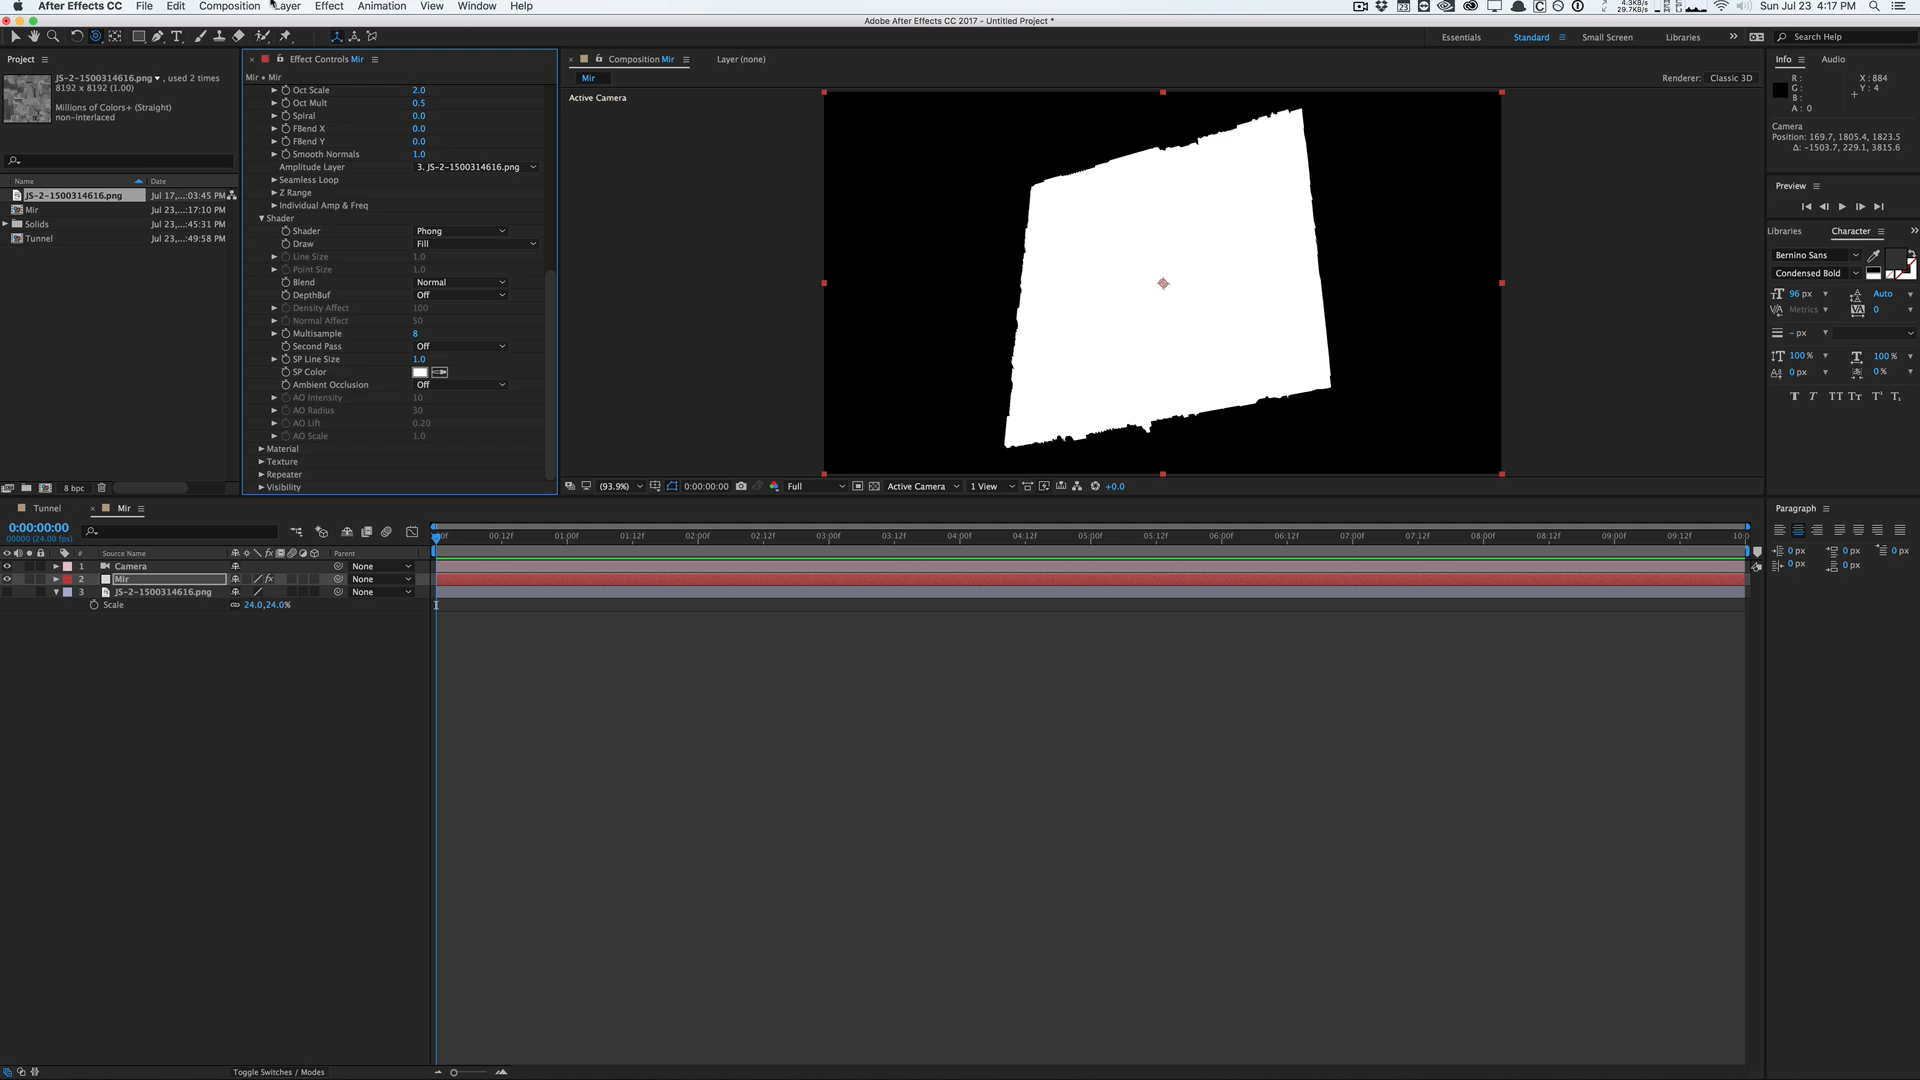 After Effects CC File Edit Composition Layer Effect Animation View Window Help
4.3KB/s
29.7KB/s
Sun Jul 23 4:17 PM
Adobe After Effects CC 2017 - Untitled Project *
Essentials Standard Small Screen Libraries Search Help
Project
JS-2-1500314616.png, used 2 times
8192 x 8192 (1.00)
Millions of Colors+ (Straight)
non-interlaced
Name Date
JS-2-1500314616.png Jul 17,...:03:45 PM
Mir Jul 23,...:17:10 PM
Solids Jul 23,...:45:31 PM
Tunnel Jul 23,...:49:58 PM
8 bpc
Effect Controls Mir
Mir • Mir
Oct Scale 2.0
Oct Mult 0.5
Spiral 0.0
FBend X 0.0
FBend Y 0.0
Smooth Normals 1.0
Amplitude Layer 3. JS-2-1500314616.png
Seamless Loop
Z Range
Individual Amp & Freq
Shader
Shader Phong
Draw Fill
Line Size 1.0
Point Size 1.0
Blend Normal
DepthBuf Off
Density Affect 100
Normal Affect 50
Multisample 8
Second Pass Off
SP Line Size 1.0
SP Color
Ambient Occlusion Off
AO Intensity 10
AO Radius 30
AO Lift 0.20
AO Scale 1.0
Material
Texture
Repeater
Visibility
Composition Mir Layer (none)
Mir
Renderer: Classic 3D
Active Camera
(93.9%) 0:00:00:00 Full Active Camera 1 View +0.0
Info Audio
R: X: 884
G: Y: 4
B:
A: 0
Camera
Position: 169.7, 1805.4, 1823.5
Δ: -1503.7, 229.1, 3815.6
Preview
Libraries Character
Bernino Sans
Condensed Bold
96 px Auto
Metrics 0
- px
100 % 100 %
0 px 0 %
T T TT Tt T T
Paragraph
0 px 0 px 0 px
0 px 0 px
Tunnel Mir
0:00:00:00
00000 (24.00 fps)
:00f 00:12f 01:00f 01:12f 02:00f 02:12f 03:00f 03:12f 04:00f 04:12f 05:00f 05:12f 06:00f 06:12f 07:00f 07:12f 08:00f 08:12f 09:00f 09:12f 10:0
# Source Name Parent
1 Camera None
2 Mir None
3 JS-2-1500314616.png None
Scale 24.0,24.0%
Toggle Switches / Modes